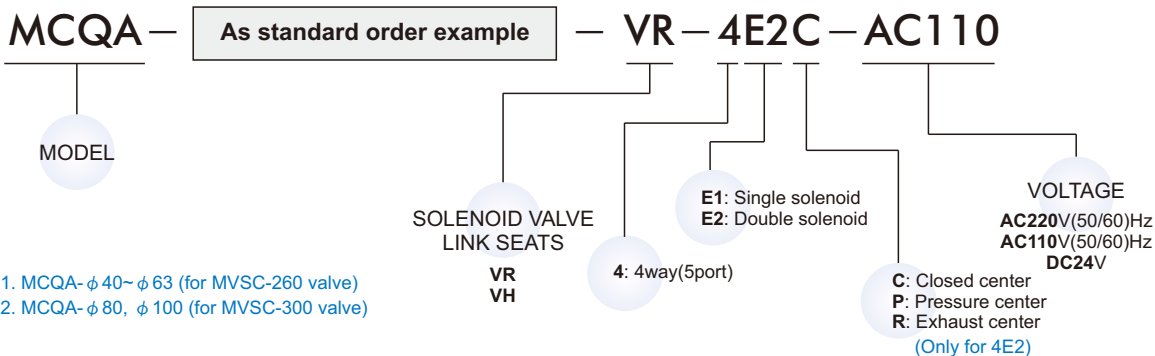 MCQA — As standard order example — VR — 4E2C — AC110
MODEL
SOLENOID VALVE
LINK SEATS
VR
VH
4: 4way(5port)
E1: Single solenoid
E2: Double solenoid
C: Closed center
P: Pressure center
R: Exhaust center
(Only for 4E2)
VOLTAGE
AC220V(50/60)Hz
AC110V(50/60)Hz
DC24V
1. MCQA-ϕ40~ϕ63 (for MVSC-260 valve)
2. MCQA-ϕ80, ϕ100 (for MVSC-300 valve)